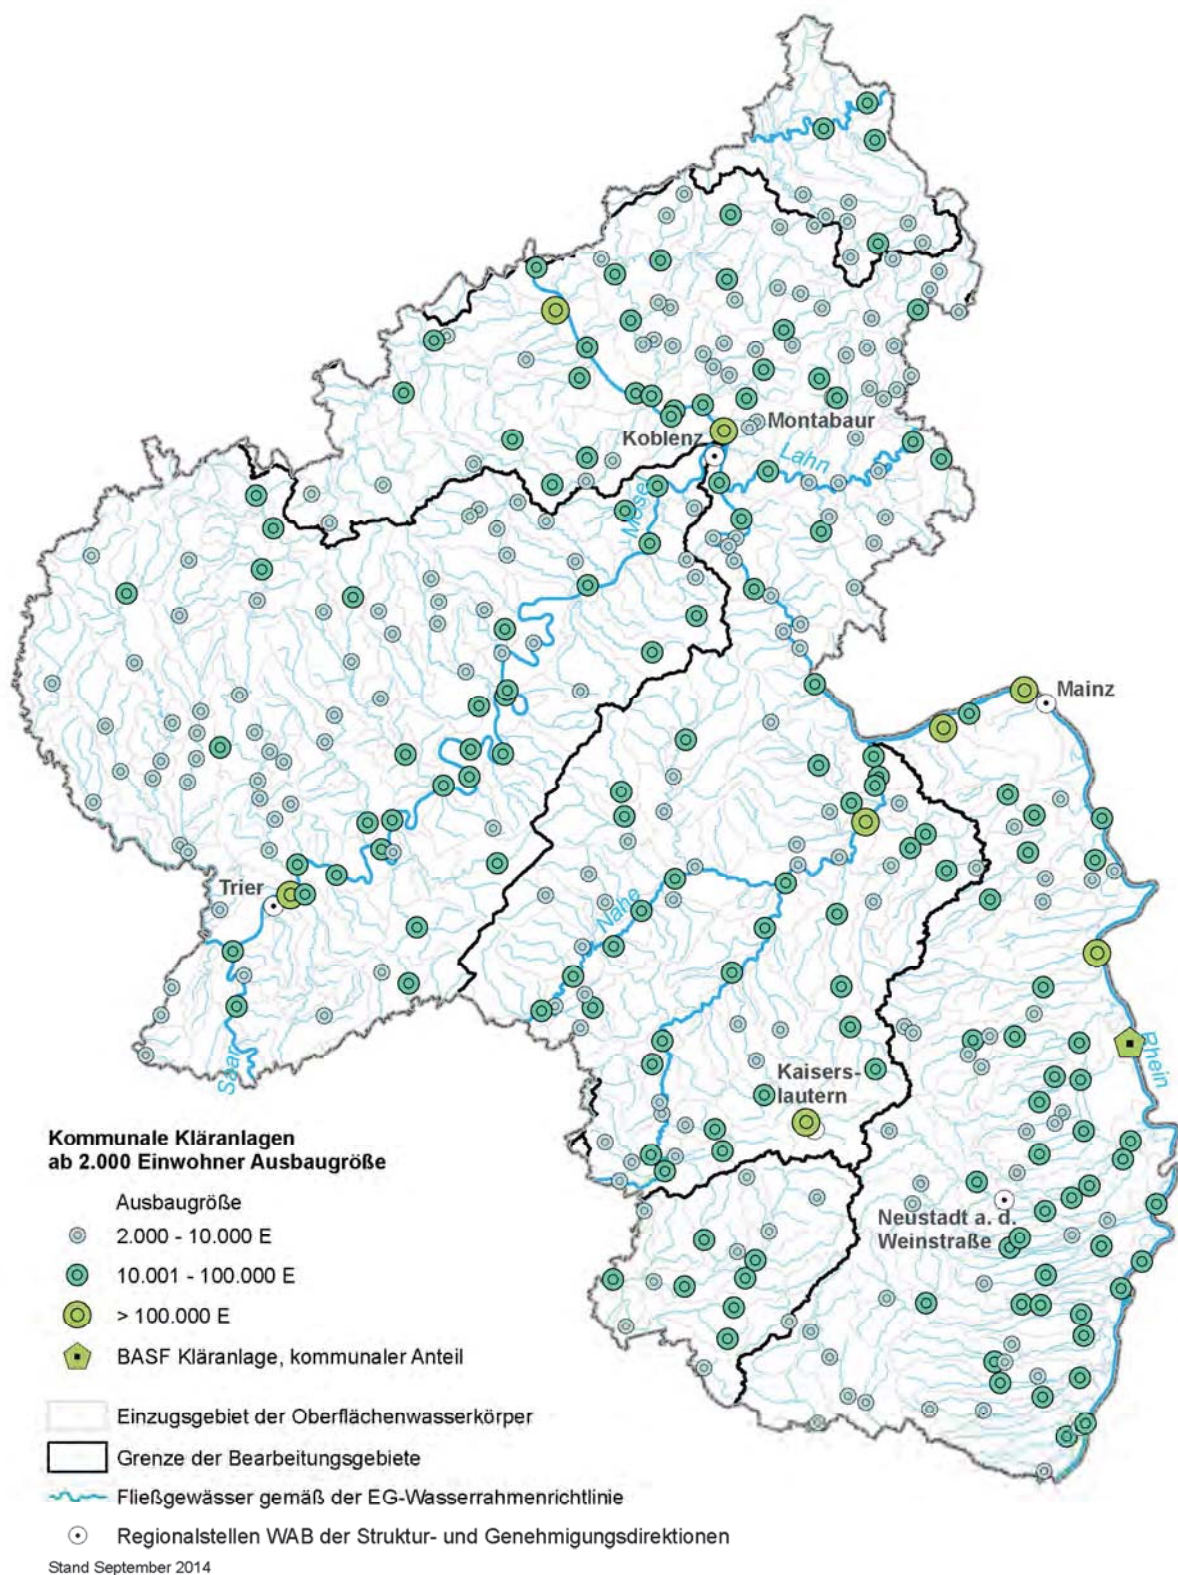 Koblenz
Montabaur
Lahn
Mosel
Mainz
Trier
Nahe
Saar
Rhein
Kaisers-
lautern
Neustadt a. d.
Weinstraße
Kommunale Kläranlagen
ab 2.000 Einwohner Ausbaugröße
Ausbaugröße
2.000 - 10.000 E
10.001 - 100.000 E
> 100.000 E
BASF Kläranlage, kommunaler Anteil
Einzugsgebiet der Oberflächenwasserkörper
Grenze der Bearbeitungsgebiete
Fließgewässer gemäß der EG-Wasserrahmenrichtlinie
Regionalstellen WAB der Struktur- und Genehmigungsdirektionen
Stand September 2014